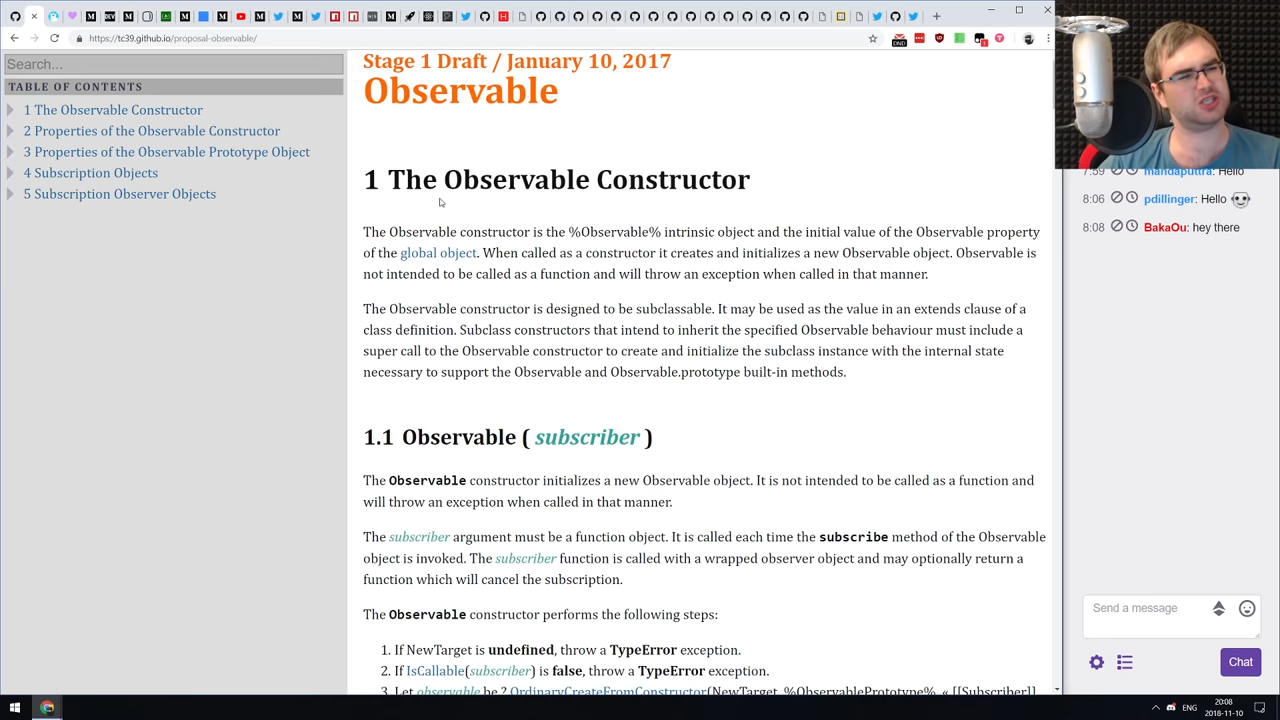 https://tc39.github.io/proposal-observable/
DND
1
Search...
TABLE OF CONTENTS
1 The Observable Constructor
2 Properties of the Observable Constructor
3 Properties of the Observable Prototype Object
4 Subscription Objects
5 Subscription Observer Objects
Stage 1 Draft / January 10, 2017
Observable
1 The Observable Constructor
The Observable constructor is the %Observable% intrinsic object and the initial value of the Observable property
of the global object. When called as a constructor it creates and initializes a new Observable object. Observable is
not intended to be called as a function and will throw an exception when called in that manner.
The Observable constructor is designed to be subclassable. It may be used as the value in an extends clause of a
class definition. Subclass constructors that intend to inherit the specified Observable behaviour must include a
super call to the Observable constructor to create and initialize the subclass instance with the internal state
necessary to support the Observable and Observable.prototype built-in methods.
1.1 Observable ( subscriber )
The Observable constructor initializes a new Observable object. It is not intended to be called as a function and
will throw an exception when called in that manner.
The subscriber argument must be a function object. It is called each time the subscribe method of the Observable
object is invoked. The subscriber function is called with a wrapped observer object and may optionally return a
function which will cancel the subscription.
The Observable constructor performs the following steps:
1. If NewTarget is undefined, throw a TypeError exception.
2. If IsCallable(subscriber) is false, throw a TypeError exception.
3. Let observable be ? OrdinaryCreateFromConstructor(NewTarget, %ObservablePrototype%, « [[Subscriber]]
7:59 mandaputtra: Hello
8:06 pdillinger: Hello
8:08 BakaOu: hey there
Send a message
Chat
ENG
20:08
2018-11-10